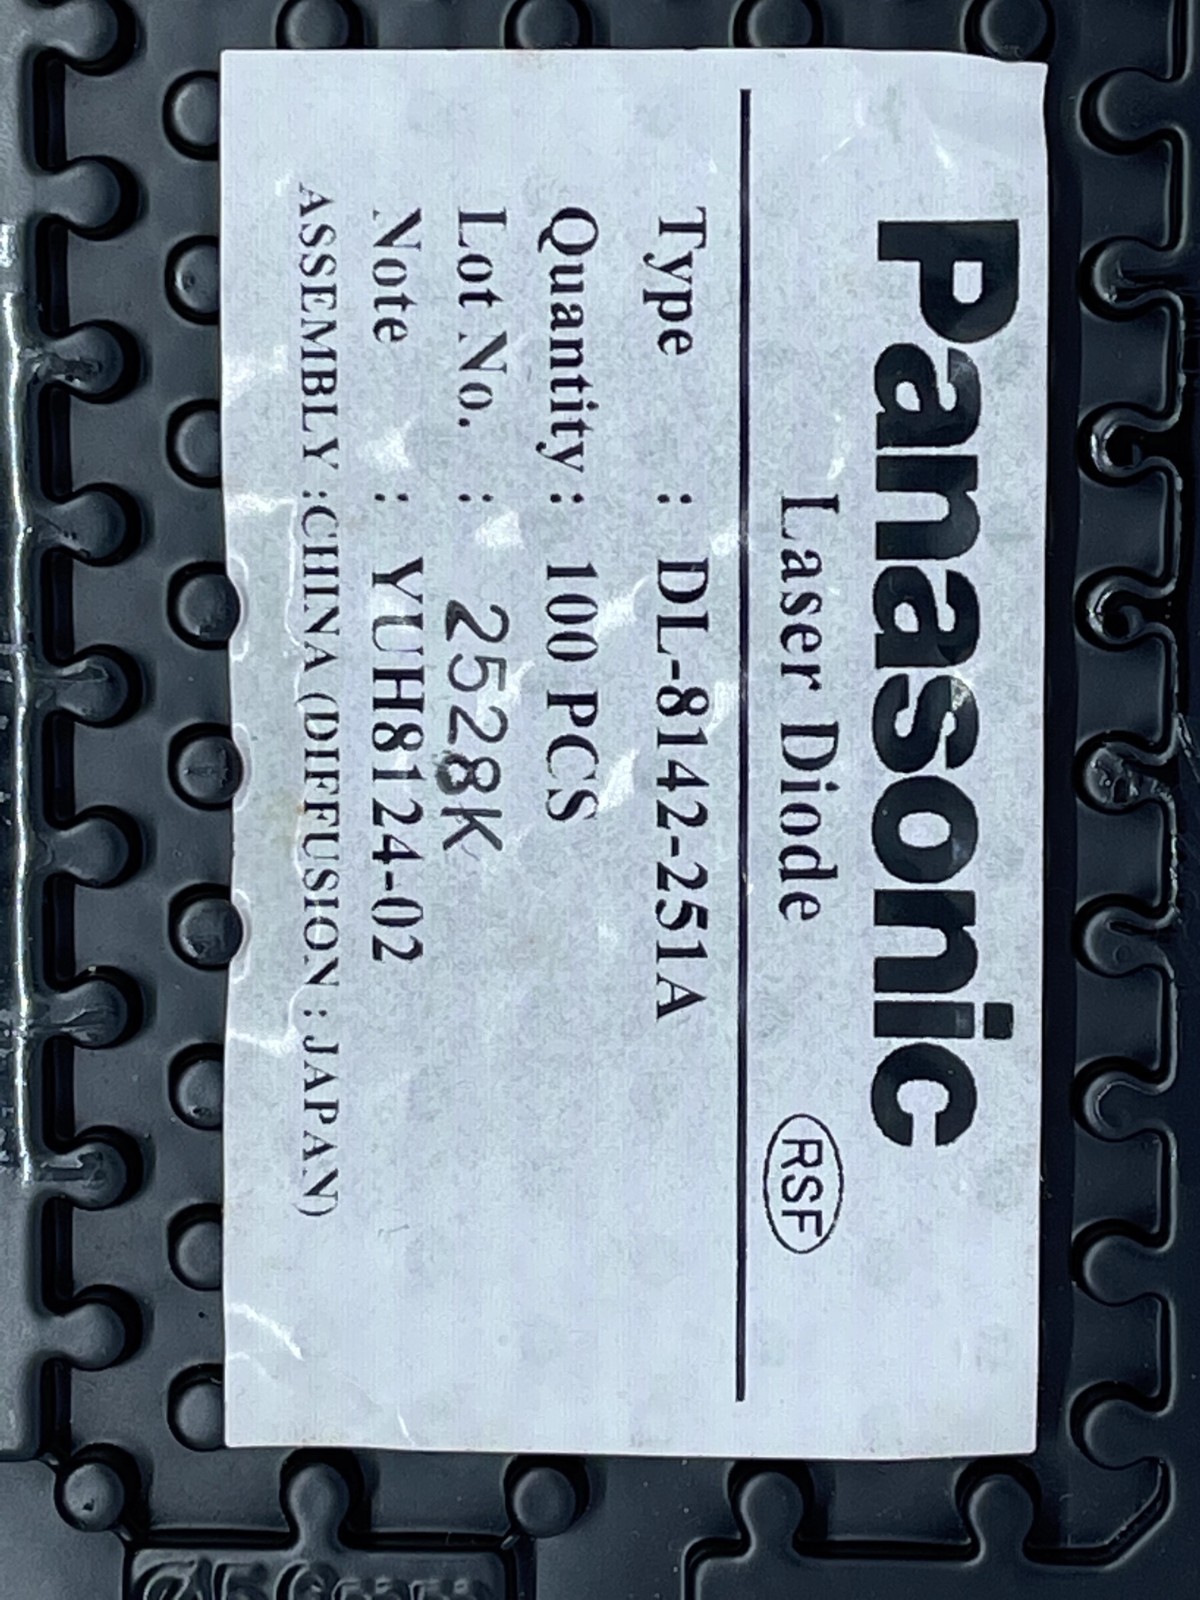 Panasonic
Laser Diode RSF
Type : DL-8142-251A
Quantity : 100 PCS
Lot No. : 2528K
Note : YUH8124-02
ASSEMBLY :CHINA (DIFFUSION : JAPAN)